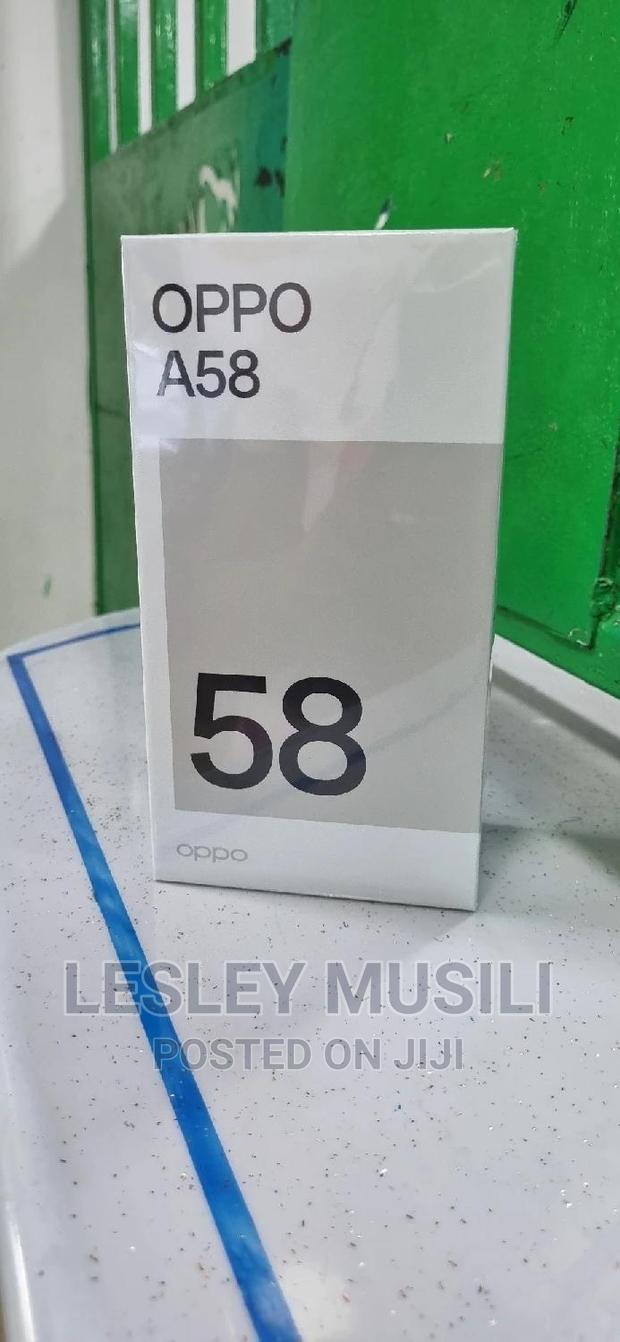 OPPO
A58
58
oppo
LESLEY MUSILI
POSTED ON JIJI